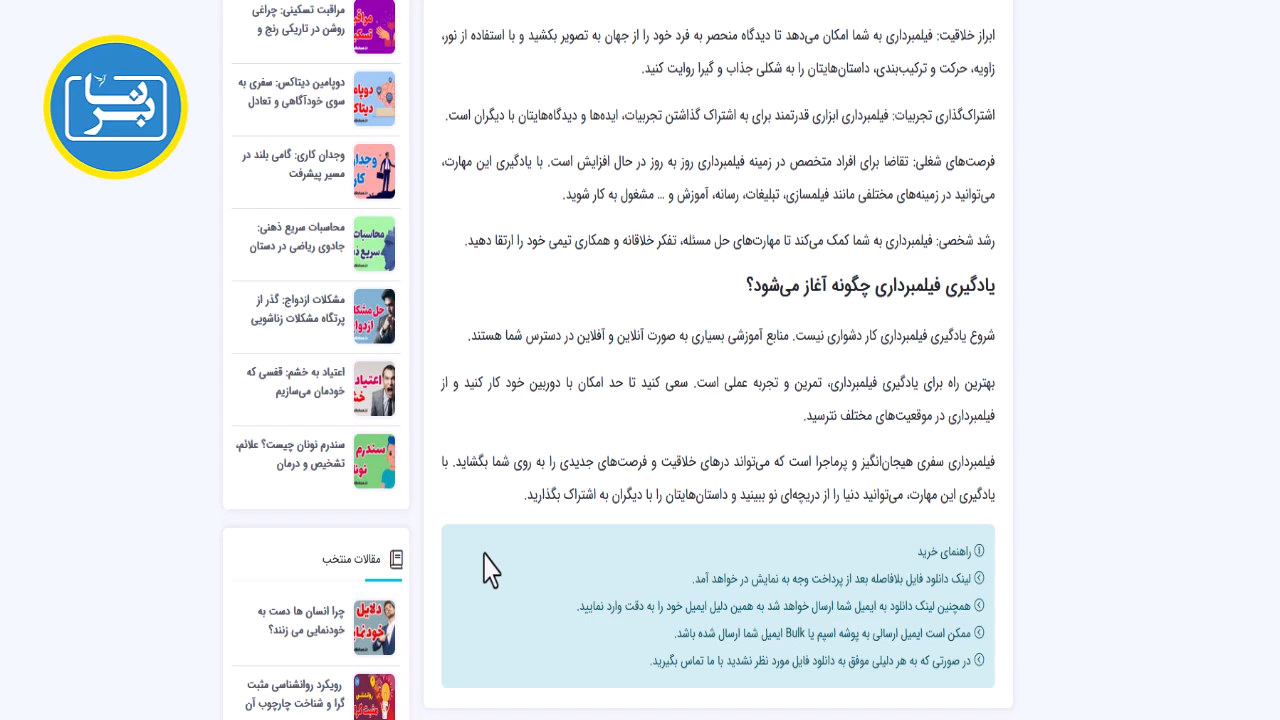 ابراز خلاقیت: فیلمبرداری به شما امکان می‌دهد تا دیدگاه منحصر به فرد خود را از جهان به تصویر بکشید و با استفاده از نور،
زاویه، حرکت و ترکیب‌بندی، داستان‌هایتان را به شکلی جذاب و گیرا روایت کنید.
اشتراک‌گذاری تجربیات: فیلمبرداری ابزاری قدرتمند برای به اشتراک گذاشتن تجربیات، ایده‌ها و دیدگاه‌هایتان با دیگران است.
فرصت‌های شغلی: تقاضا برای افراد متخصص در زمینه فیلمبرداری روز به روز در حال افزایش است. با یادگیری این مهارت،
می‌توانید در زمینه‌های مختلفی مانند فیلمسازی، تبلیغات، رسانه، آموزش و ... مشغول به کار شوید.
رشد شخصی: فیلمبرداری به شما کمک می‌کند تا مهارت‌های حل مسئله، تفکر خلاقانه و همکاری تیمی خود را ارتقا دهید.
یادگیری فیلمبرداری چگونه آغاز می‌شود؟
شروع یادگیری فیلمبرداری کار دشواری نیست. منابع آموزشی بسیاری به صورت آنلاین و آفلاین در دسترس شما هستند.
بهترین راه برای یادگیری فیلمبرداری، تمرین و تجربه عملی است. سعی کنید تا حد امکان با دوربین خود کار کنید و از
فیلمبرداری در موقعیت‌های مختلف نترسید.
فیلمبرداری سفری هیجان‌انگیز و پرماجرا است که می‌تواند درهای خلاقیت و فرصت‌های جدیدی را به روی شما بگشاید. با
یادگیری این مهارت، می‌توانید دنیا را از دریچه‌ای نو ببینید و داستان‌هایتان را با دیگران به اشتراک بگذارید.
راهنمای خرید
لینک دانلود فایل بلافاصله بعد از پرداخت وجه به نمایش در خواهد آمد.
همچنین لینک دانلود به ایمیل شما ارسال خواهد شد به همین دلیل ایمیل خود را به دقت وارد نمایید.
ممکن است ایمیل ارسالی به پوشه اسپم یا Bulk ایمیل شما ارسال شده باشد.
در صورتی که به هر دلیلی موفق به دانلود فایل مورد نظر نشدید با ما تماس بگیرید.
مراقبت تسکینی: چراغی
روشن در تاریکی رنج و
دوپامین دیتاکس: سفری به
سوی خودآگاهی و تعادل
وجدان کاری: گامی بلند در
مسیر پیشرفت
محاسبات سریع ذهنی:
جادوی ریاضی در دستان
مشکلات ازدواج: گذر از
پرتگاه مشکلات زناشویی
اعتیاد به خشم: قفسی که
خودمان می‌سازیم
سندرم نونان چیست؟ علائم،
تشخیص و درمان
مقالات منتخب
چرا انسان ها دست به
خودنمایی می زنند؟
رویکرد روانشناسی مثبت
گرا و شناخت چارچوب آن
برنا